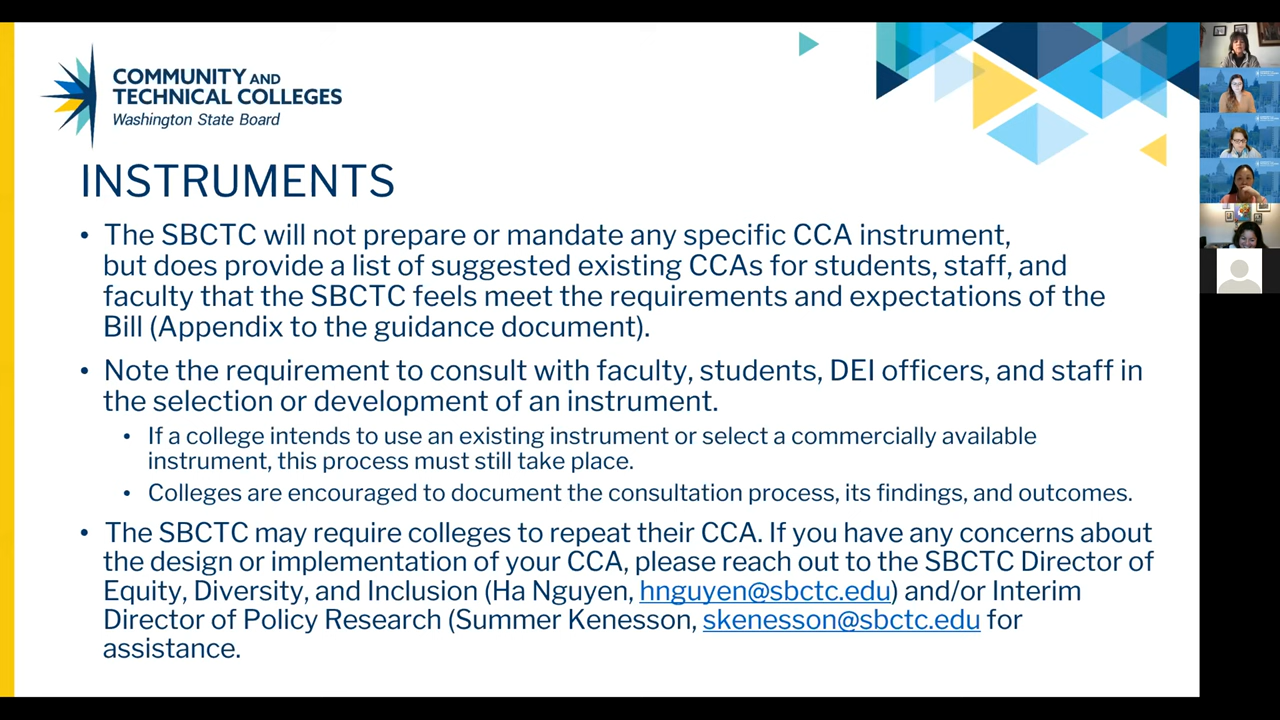 COMMUNITY AND
TECHNICAL COLLEGES
Washington State Board
INSTRUMENTS
• The SBCTC will not prepare or mandate any specific CCA instrument,
but does provide a list of suggested existing CCAs for students, staff, and
faculty that the SBCTC feels meet the requirements and expectations of the
Bill (Appendix to the guidance document).
• Note the requirement to consult with faculty, students, DEI officers, and staff in
the selection or development of an instrument.
• If a college intends to use an existing instrument or select a commercially available
instrument, this process must still take place.
• Colleges are encouraged to document the consultation process, its findings, and outcomes.
• The SBCTC may require colleges to repeat their CCA. If you have any concerns about
the design or implementation of your CCA, please reach out to the SBCTC Director of
Equity, Diversity, and Inclusion (Ha Nguyen, hnguyen@sbctc.edu) and/or Interim
Director of Policy Research (Summer Kenesson, skenesson@sbctc.edu for
assistance.